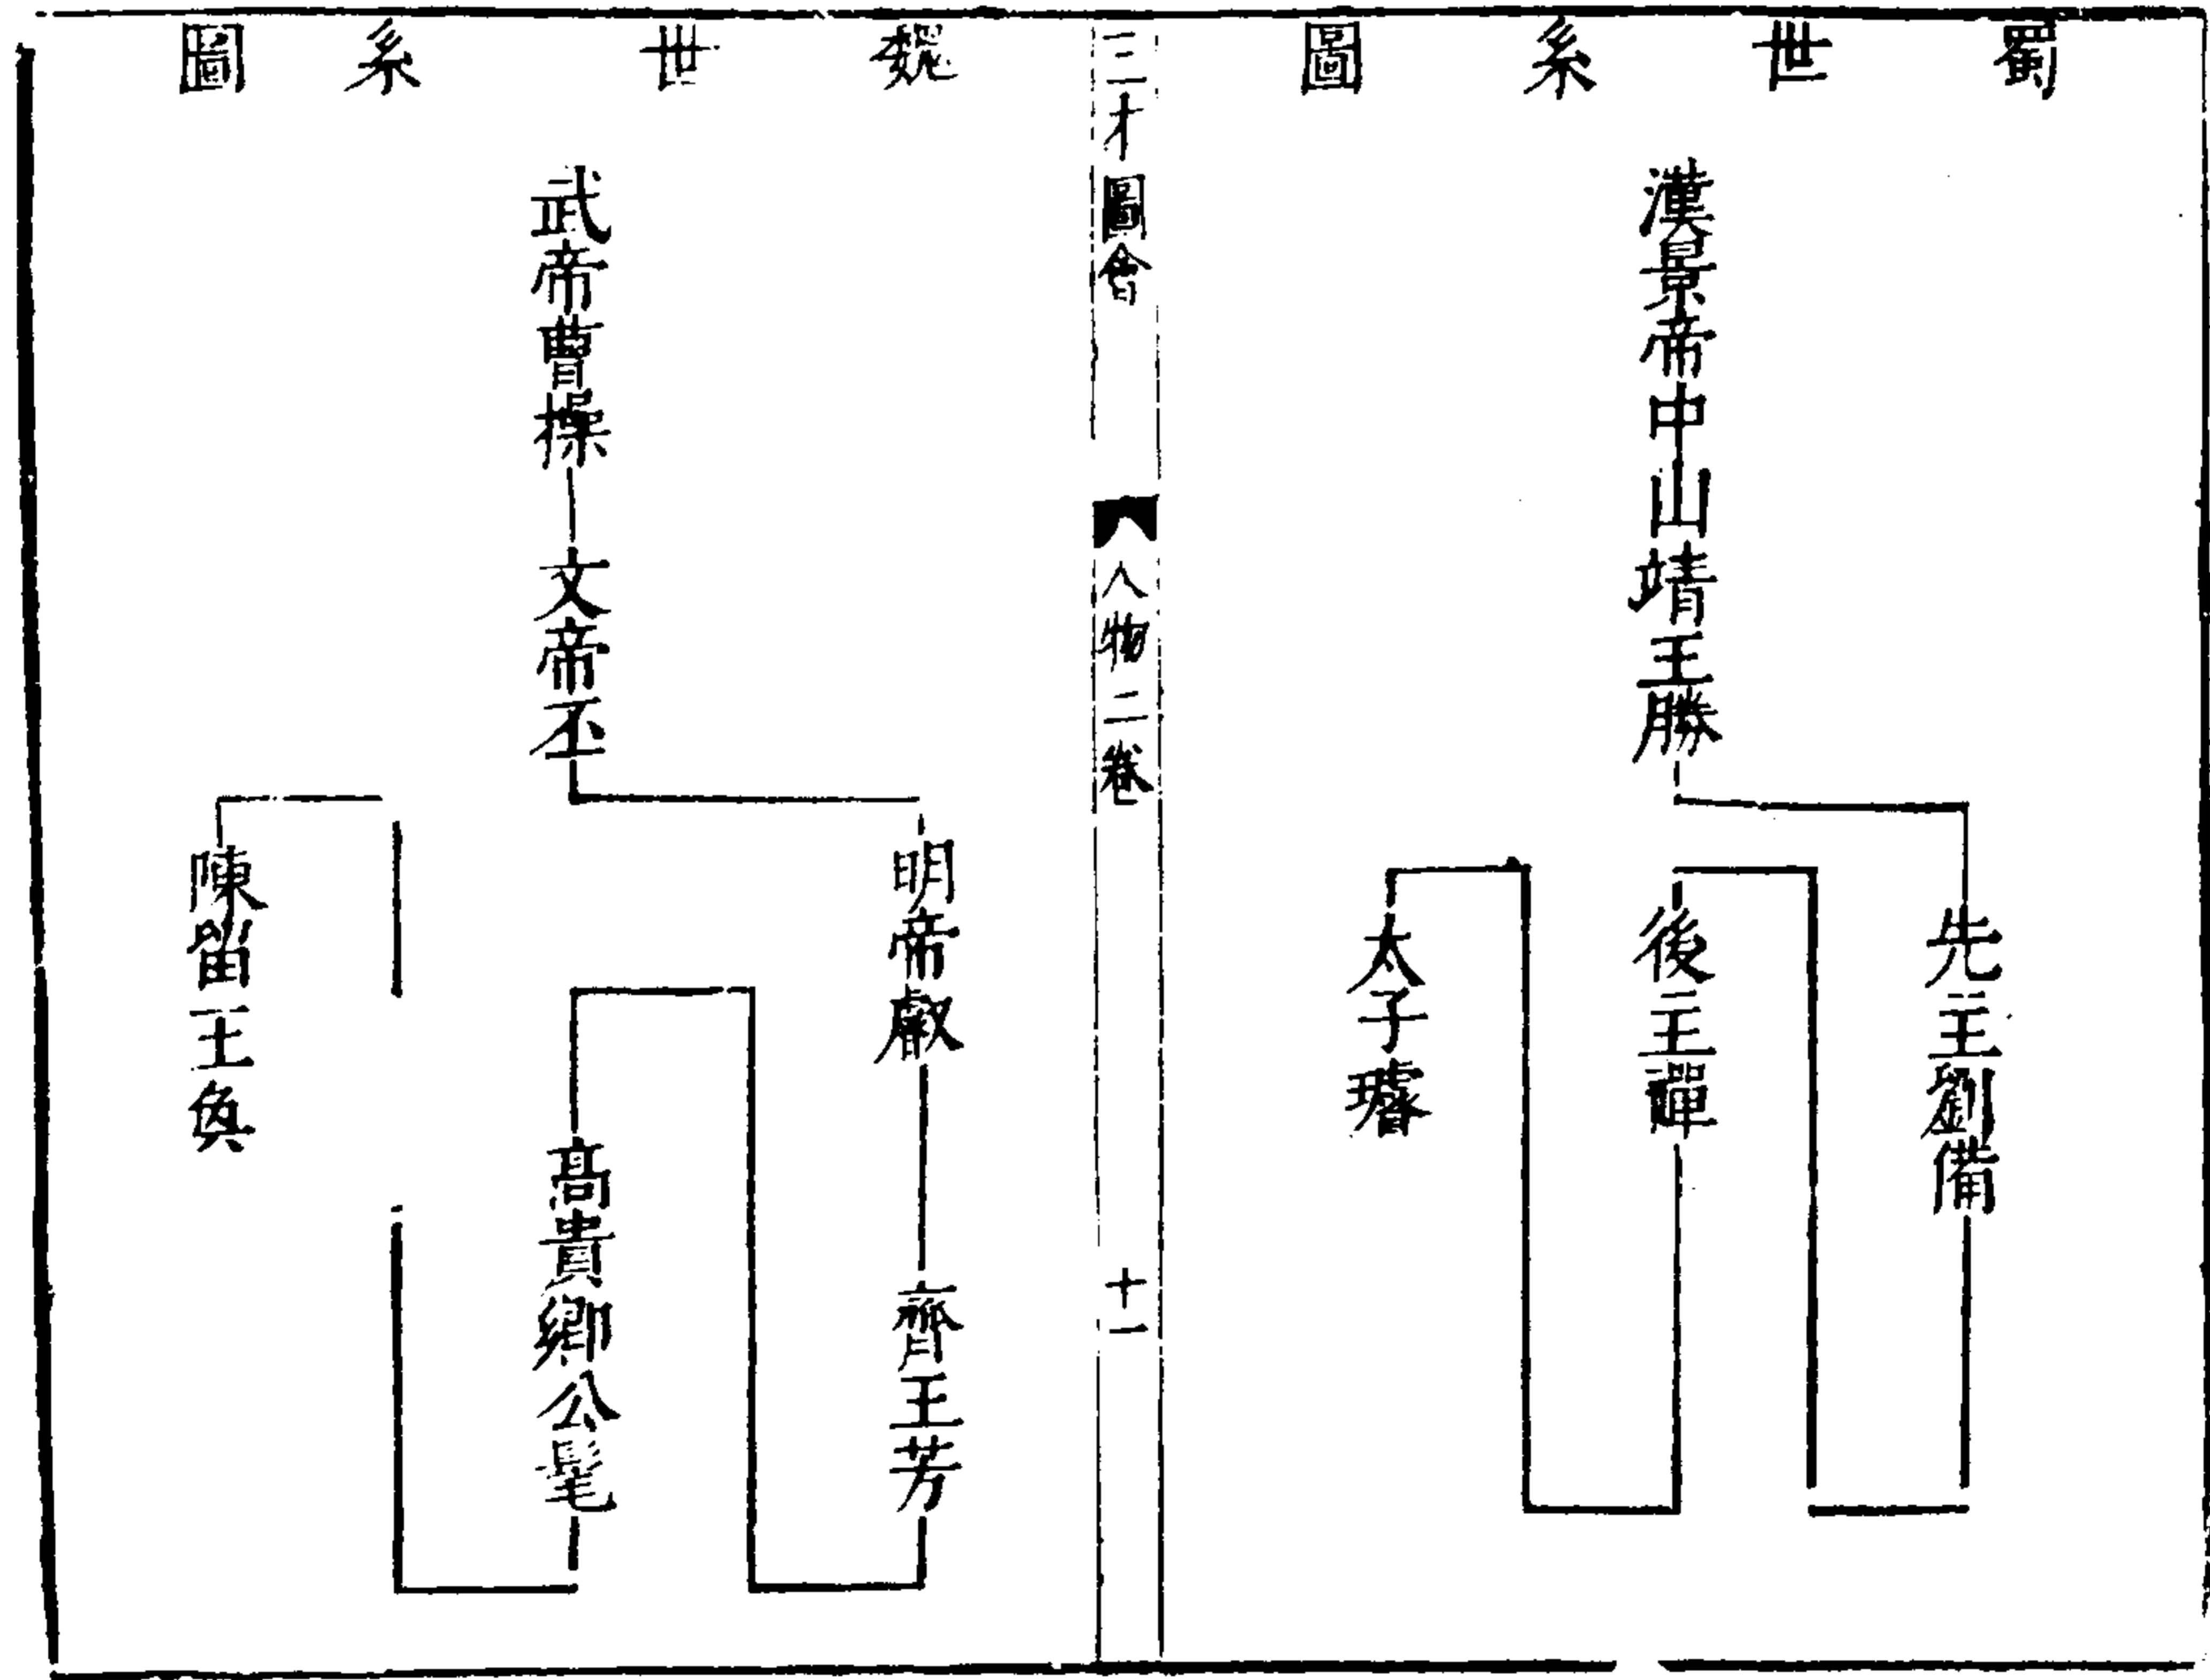 蜀世系圖
漢景帝中山靖王勝
先主劉備
後主禪
太子璿
三才圖會
人物二卷
十一
魏世系圖
武帝曹操
文帝丕
明帝叡
齊王芳
高貴鄉公髦
陳留王奐